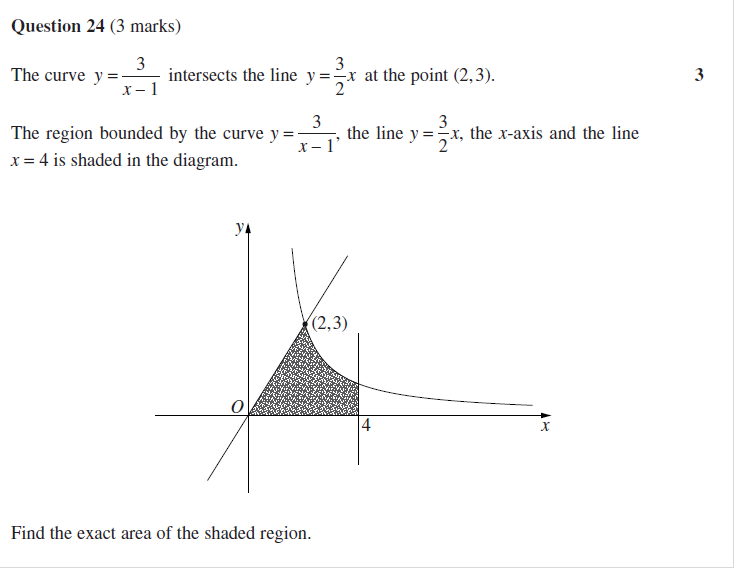 Question 24 (3 marks)
The curve y = 3/(x − 1) intersects the line y = 3/2 x at the point (2, 3). 3
The region bounded by the curve y = 3/(x − 1), the line y = 3/2 x, the x-axis and the line
x = 4 is shaded in the diagram.
y
(2,3)
O
4
x
Find the exact area of the shaded region.